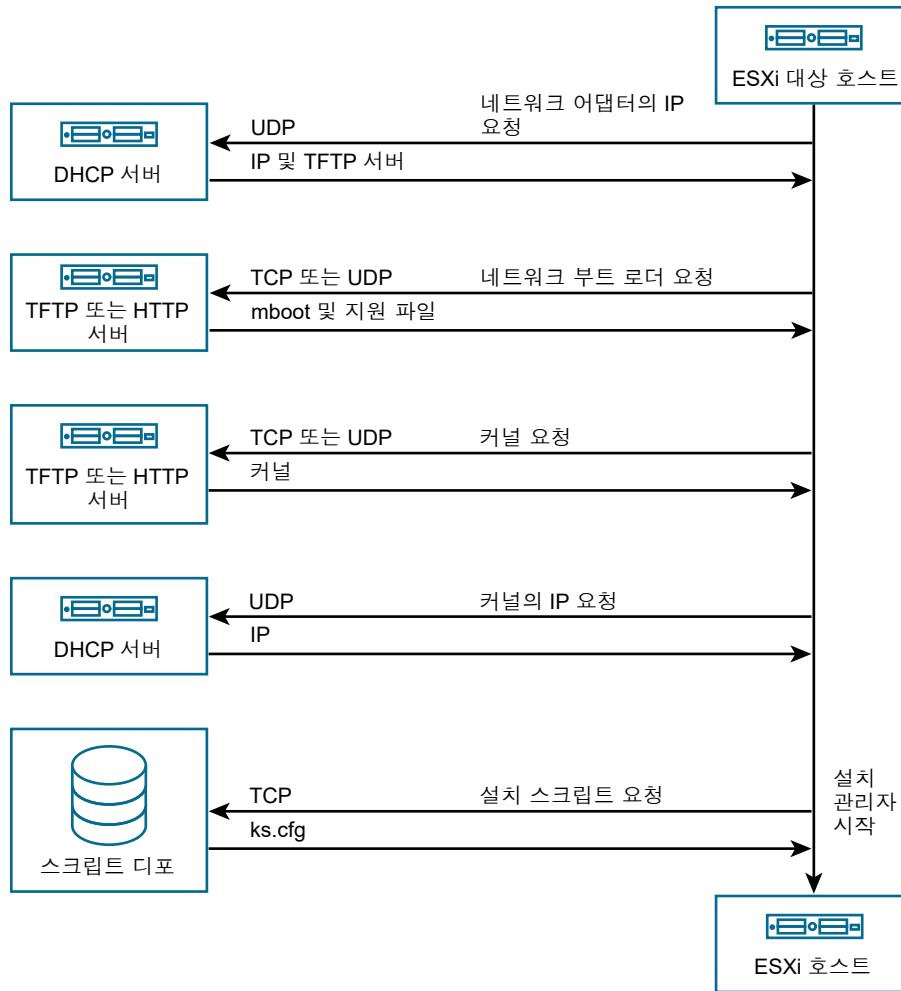 ESXi 대상 호스트
네트워크 어댑터의 IP
요청
UDP
IP 및 TFTP 서버
DHCP 서버
TCP 또는 UDP
네트워크 부트 로더 요청
mboot 및 지원 파일
TFTP 또는 HTTP
서버
TCP 또는 UDP
커널 요청
커널
TFTP 또는 HTTP
서버
UDP
커널의 IP 요청
IP
DHCP 서버
TCP
설치 스크립트 요청
ks.cfg
스크립트 디포
설치
관리자
시작
ESXi 호스트